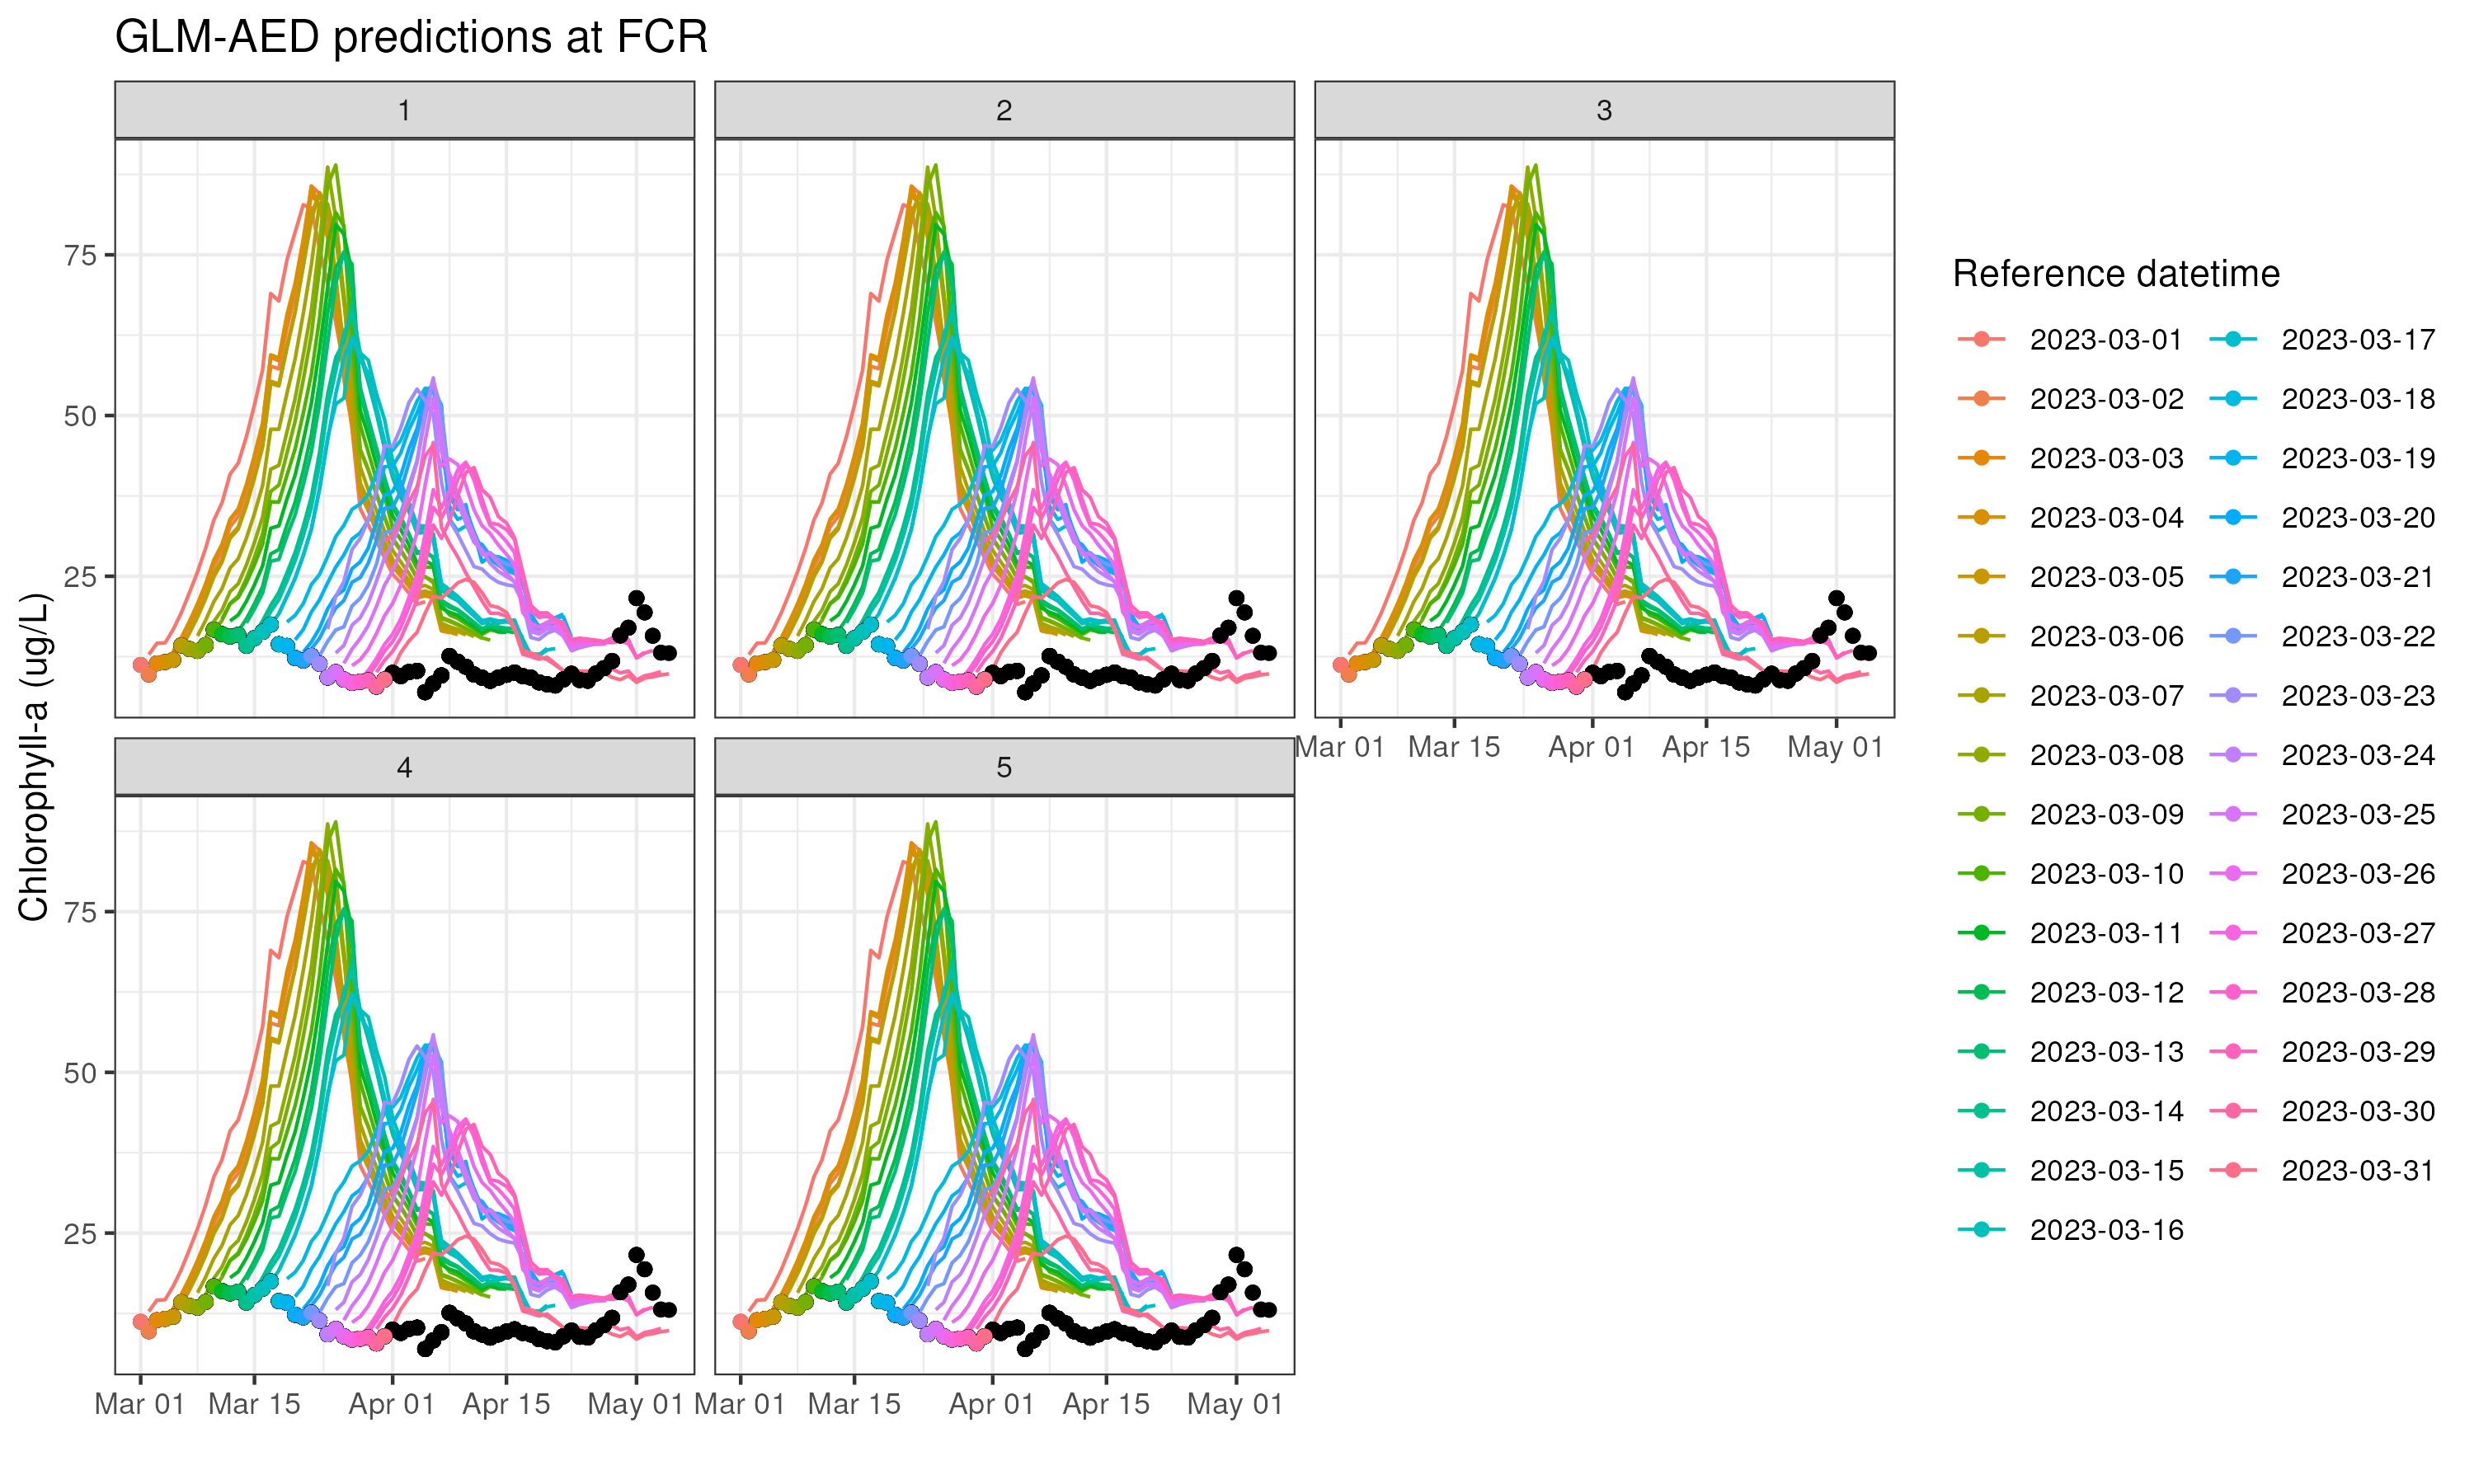 GLM-AED predictions at FCR
1
2
3
75
50
25
Mar 01
Mar 15
Apr 01
Apr 15
May 01
4
5
75
50
25
Mar 01
Mar 15
Apr 01
Apr 15
May 01
Mar 01
Mar 15
Apr 01
Apr 15
May 01
Chlorophyll-a (ug/L)
Reference datetime
2023-03-01
2023-03-02
2023-03-03
2023-03-04
2023-03-05
2023-03-06
2023-03-07
2023-03-08
2023-03-09
2023-03-10
2023-03-11
2023-03-12
2023-03-13
2023-03-14
2023-03-15
2023-03-16
2023-03-17
2023-03-18
2023-03-19
2023-03-20
2023-03-21
2023-03-22
2023-03-23
2023-03-24
2023-03-25
2023-03-26
2023-03-27
2023-03-28
2023-03-29
2023-03-30
2023-03-31